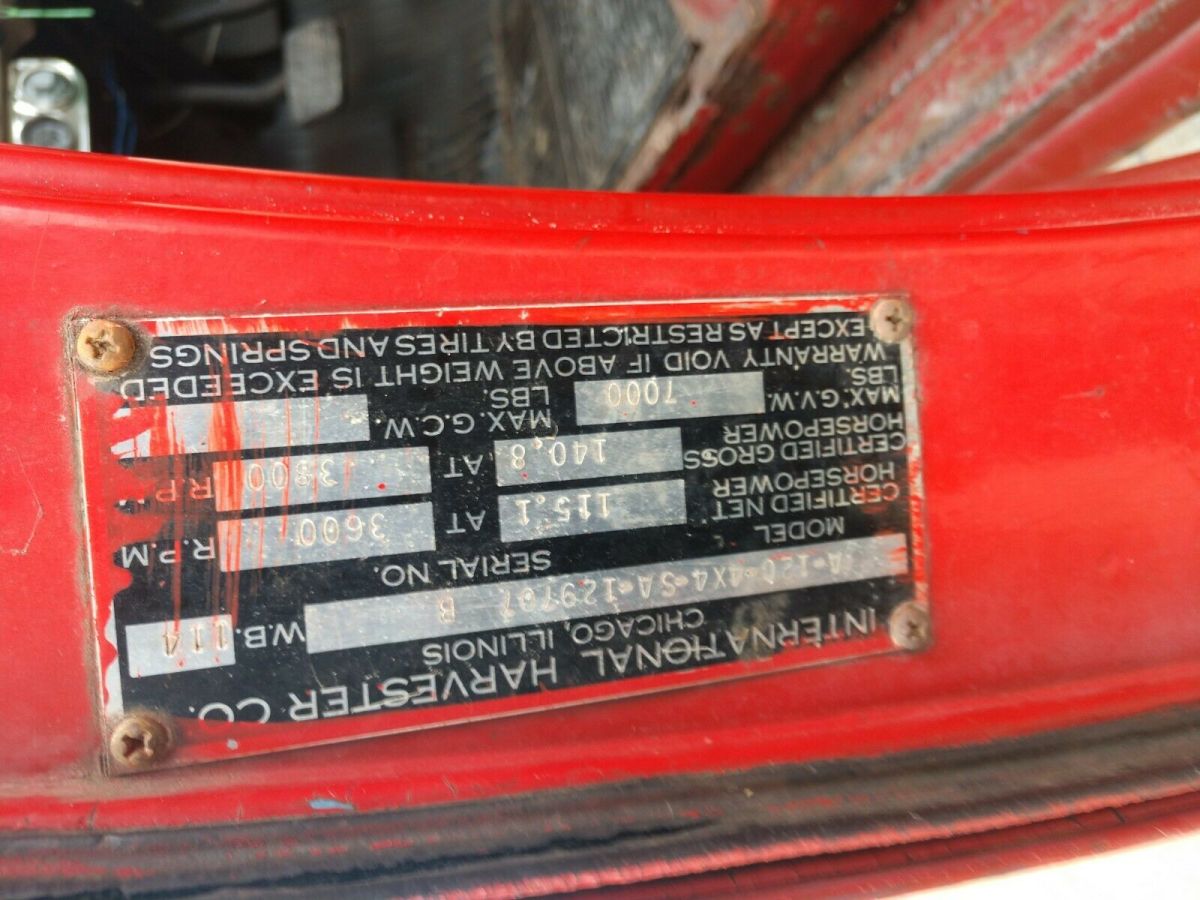 INTERNATIONAL HARVESTER CO.
CHICAGO, ILLINOIS
A-120-4X4-SA-129707 B W.B. 114
MODEL SERIAL NO.
CERTIFIED NET HORSEPOWER 115.1 AT 3600 R.P.M
CERTIFIED GROSS HORSEPOWER 140.8 AT 3800 R.P.
MAX. G.V.W. LBS. 7000 MAX. G.C.W. LBS.
WARRANTY VOID IF ABOVE WEIGHT IS EXCEEDED
EXCEPT AS RESTRICTED BY TIRES AND SPRINGS